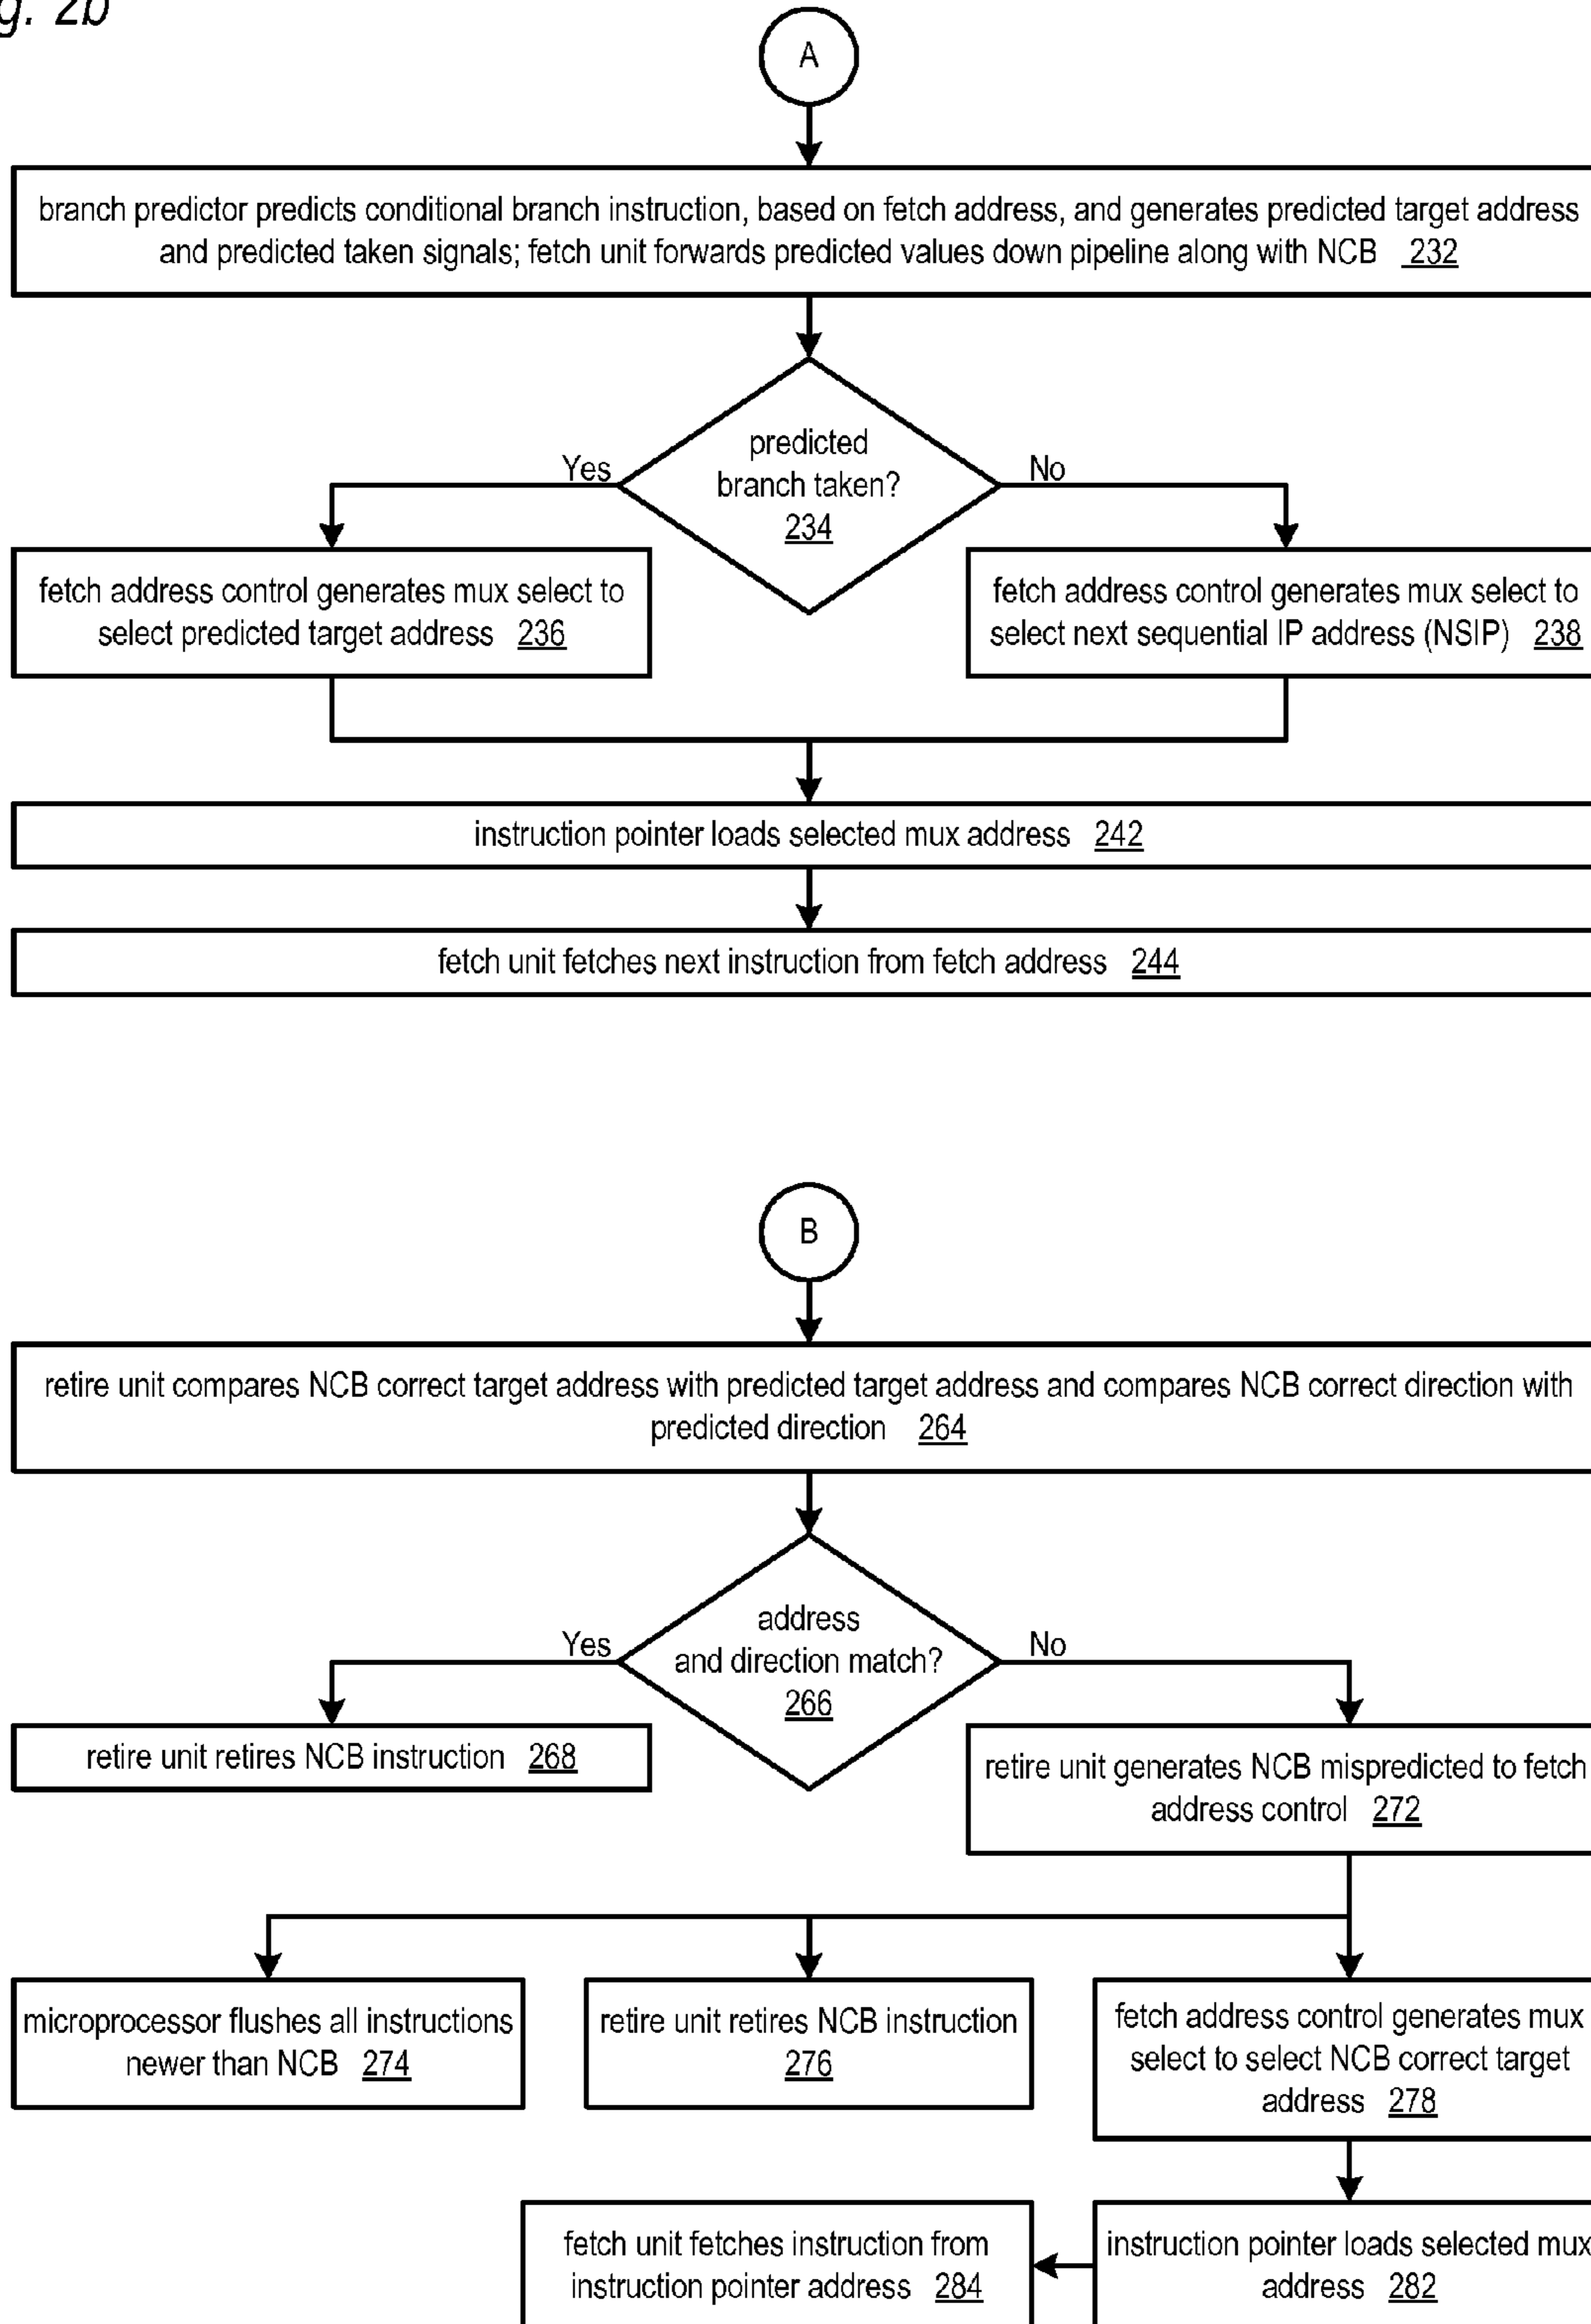 g. 2b
A
branch predictor predicts conditional branch instruction, based on fetch address, and generates predicted target address
and predicted taken signals; fetch unit forwards predicted values down pipeline along with NCB 232
predicted
branch taken?
234
Yes
No
fetch address control generates mux select to
select predicted target address 236
fetch address control generates mux select to
select next sequential IP address (NSIP) 238
instruction pointer loads selected mux address 242
fetch unit fetches next instruction from fetch address 244
B
retire unit compares NCB correct target address with predicted target address and compares NCB correct direction with
predicted direction 264
address
and direction match?
266
Yes
No
retire unit retires NCB instruction 268
retire unit generates NCB mispredicted to fetch
address control 272
microprocessor flushes all instructions
newer than NCB 274
retire unit retires NCB instruction
276
fetch address control generates mux
select to select NCB correct target
address 278
fetch unit fetches instruction from
instruction pointer address 284
instruction pointer loads selected mux
address 282